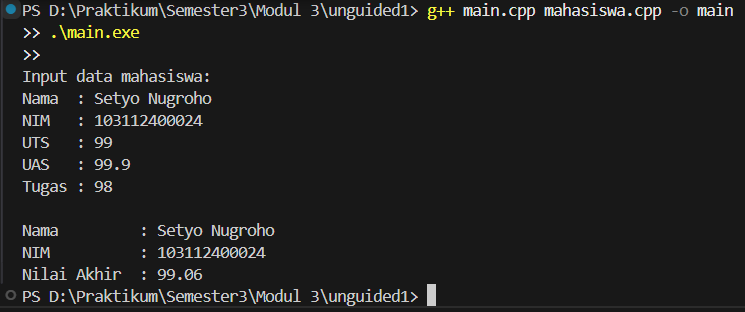 PS D:\Praktikum\Semester3\Modul 3\unguided1> g++ main.cpp mahasiswa.cpp -o main
>> .\main.exe
>>
Input data mahasiswa:
Nama  : Setyo Nugroho
NIM   : 103112400024
UTS   : 99
UAS   : 99.9
Tugas : 98

Nama         : Setyo Nugroho
NIM          : 103112400024
Nilai Akhir  : 99.06
PS D:\Praktikum\Semester3\Modul 3\unguided1>